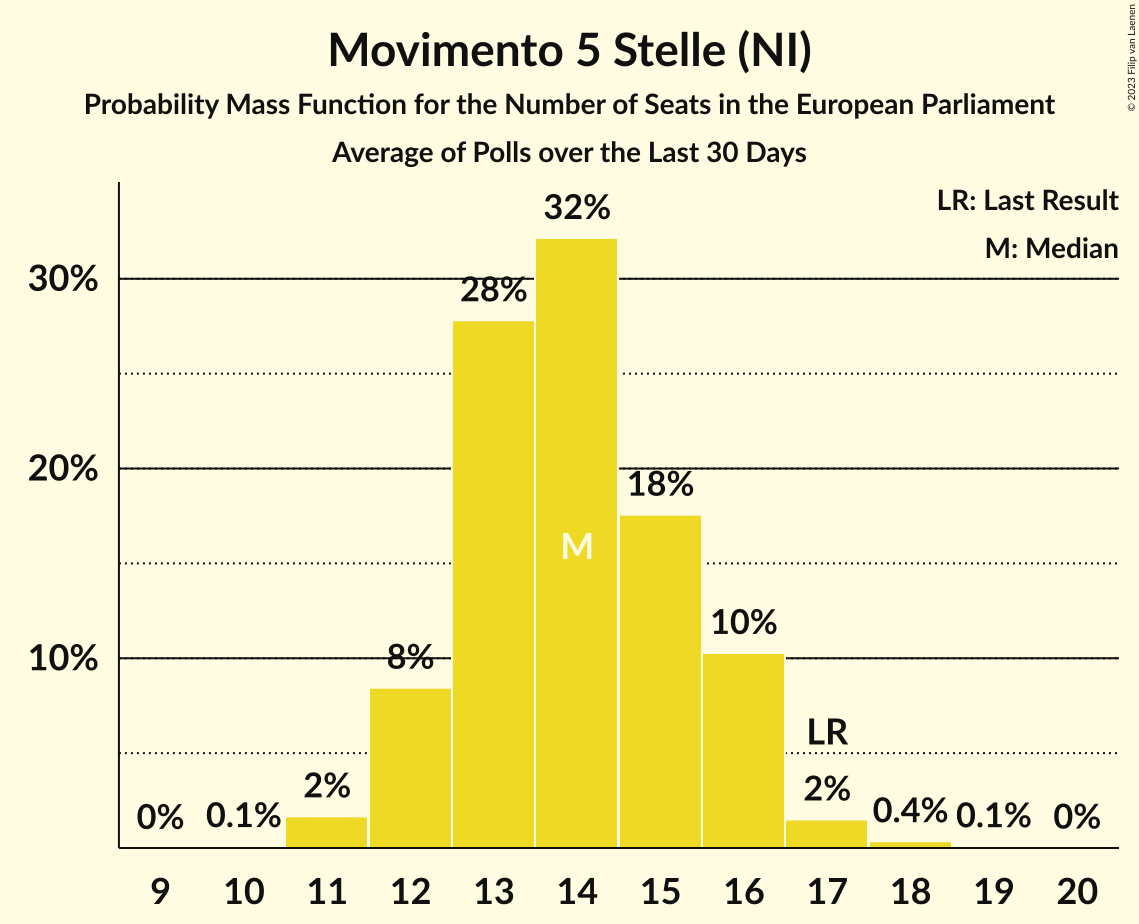 Movimento 5 Stelle (NI)
Probability Mass Function for the Number of Seats in the European Parliament
Average of Polls over the Last 30 Days
© 2023 Filip van Laenen
LR: Last Result
M: Median
30%
20%
10%
0%
0.1%
2%
8%
28%
32%
M
18%
10%
LR
2%
0.4%
0.1%
0%
9 10 11 12 13 14 15 16 17 18 19 20